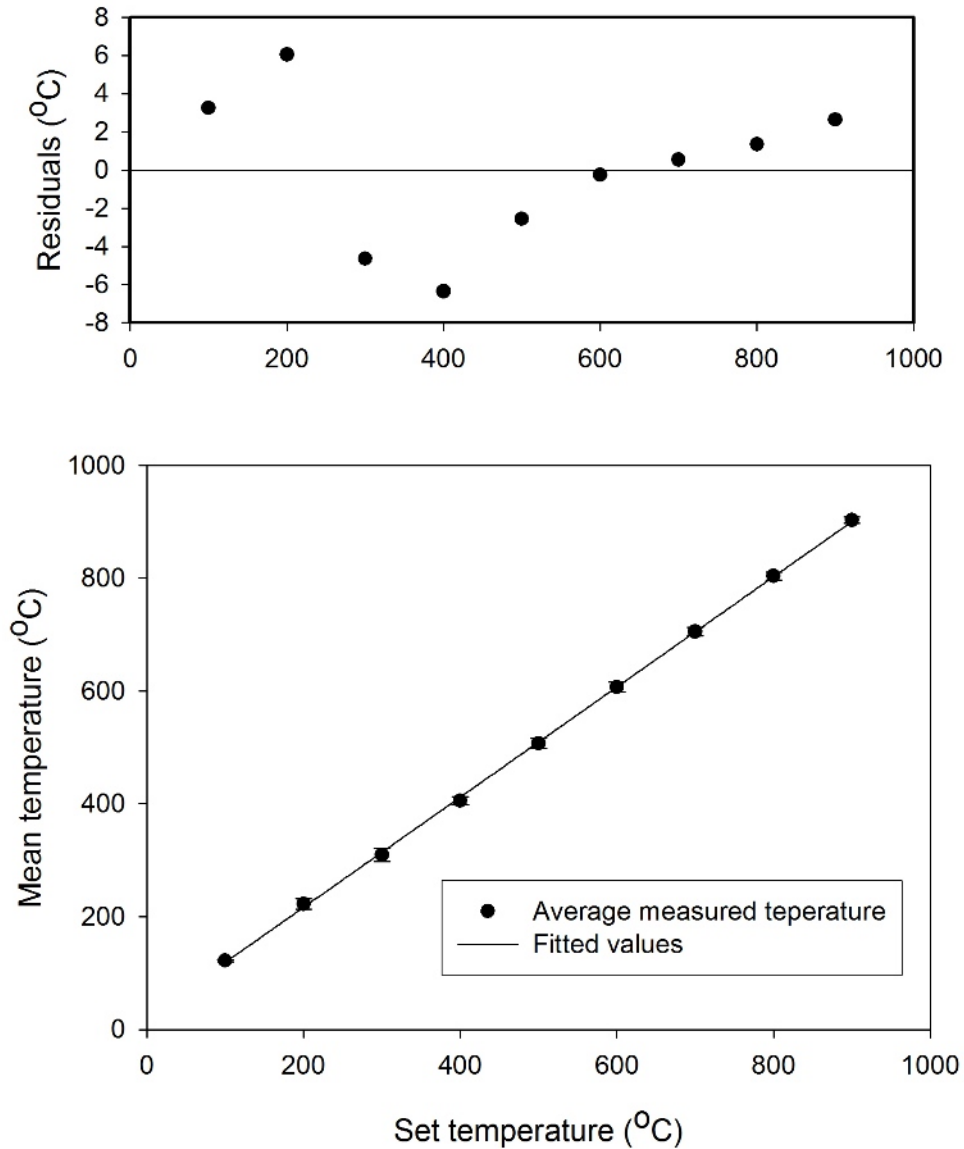 8
6
4
2
0
-2
-4
-6
-8
Residuals (ºC)
0 200 400 600 800 1000
1000
800
600
400
200
0
Mean temperature (ºC)
Average measured teperature
Fitted values
0 200 400 600 800 1000
Set temperature (ºC)